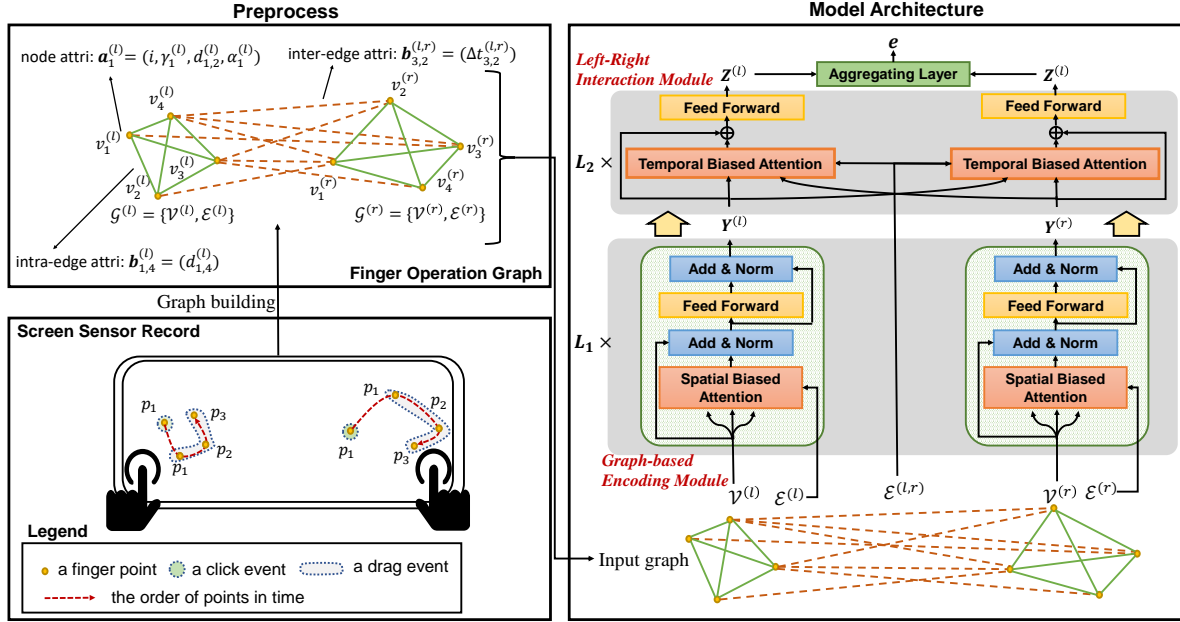 Preprocess
node attri: 𝒂₁^(l) = (i, γ₁^(l), d₁,₂^(l), α₁^(l))
inter-edge attri: 𝒃₃,₂^(l,r) = (Δt₃,₂^(l,r))
v₄^(l)
v₂^(r)
v₁^(l)
v₃^(l)
v₃^(r)
v₂^(l)
v₁^(r)
v₄^(r)
𝒢^(l) = {𝒱^(l), ℰ^(l)}
𝒢^(r) = {𝒱^(r), ℰ^(r)}
intra-edge attri: 𝒃₁,₄^(l) = (d₁,₄^(l))
Finger Operation Graph
Graph building
Screen Sensor Record
p₁
p₃
p₂
p₁
p₁
p₂
p₁
p₃
Legend
a finger point
a click event
a drag event
the order of points in time
Model Architecture
e
Left-Right
Interaction Module
Z^(l)
Aggregating Layer
Z^(l)
Feed Forward
Feed Forward
L₂ ×
Temporal Biased Attention
Temporal Biased Attention
Y^(l)
Y^(r)
Add & Norm
Add & Norm
Feed Forward
Feed Forward
L₁ ×
Add & Norm
Add & Norm
Spatial Biased
Attention
Spatial Biased
Attention
Graph-based
Encoding Module
𝒱^(l)
ℰ^(l)
ℰ^(l,r)
𝒱^(r)
ℰ^(r)
Input graph